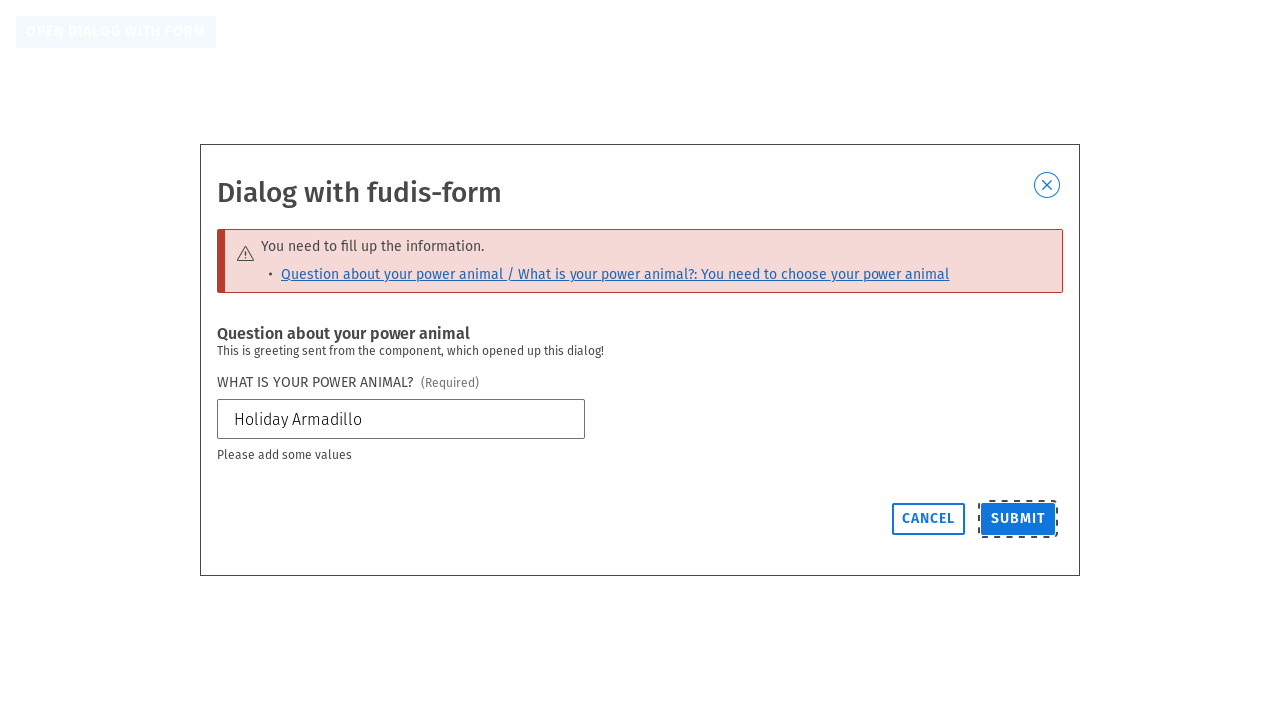 OPEN DIALOG WITH FORM
Dialog with fudis-form
You need to fill up the information.
• Question about your power animal / What is your power animal?: You need to choose your power animal
Question about your power animal
This is greeting sent from the component, which opened up this dialog!
WHAT IS YOUR POWER ANIMAL? (Required)
Holiday Armadillo
Please add some values
CANCEL SUBMIT